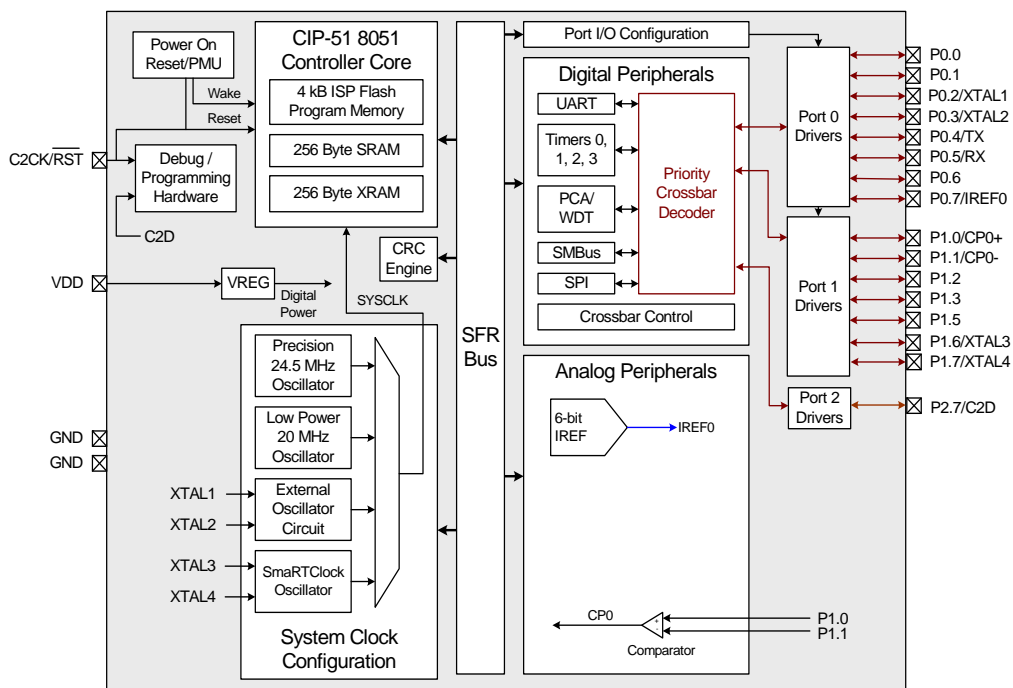 Power On
Reset/PMU
Wake
Reset
C2CK/RST
Debug /
Programming
Hardware
C2D
VDD
VREG
Digital
Power
GND
GND
CIP-51 8051
Controller Core
4 kB ISP Flash
Program Memory
256 Byte SRAM
256 Byte XRAM
CRC
Engine
SYSCLK
Precision
24.5 MHz
Oscillator
Low Power
20 MHz
Oscillator
External
Oscillator
Circuit
SmaRTClock
Oscillator
XTAL1
XTAL2
XTAL3
XTAL4
System Clock
Configuration
SFR
Bus
Port I/O Configuration
Digital Peripherals
UART
Timers 0,
1, 2, 3
PCA/
WDT
SMBus
SPI
Priority
Crossbar
Decoder
Crossbar Control
Analog Peripherals
6-bit
IREF
IREF0
CP0
Comparator
+
-
P1.0
P1.1
Port 0
Drivers
Port 1
Drivers
Port 2
Drivers
P0.0
P0.1
P0.2/XTAL1
P0.3/XTAL2
P0.4/TX
P0.5/RX
P0.6
P0.7/IREF0
P1.0/CP0+
P1.1/CP0-
P1.2
P1.3
P1.5
P1.6/XTAL3
P1.7/XTAL4
P2.7/C2D